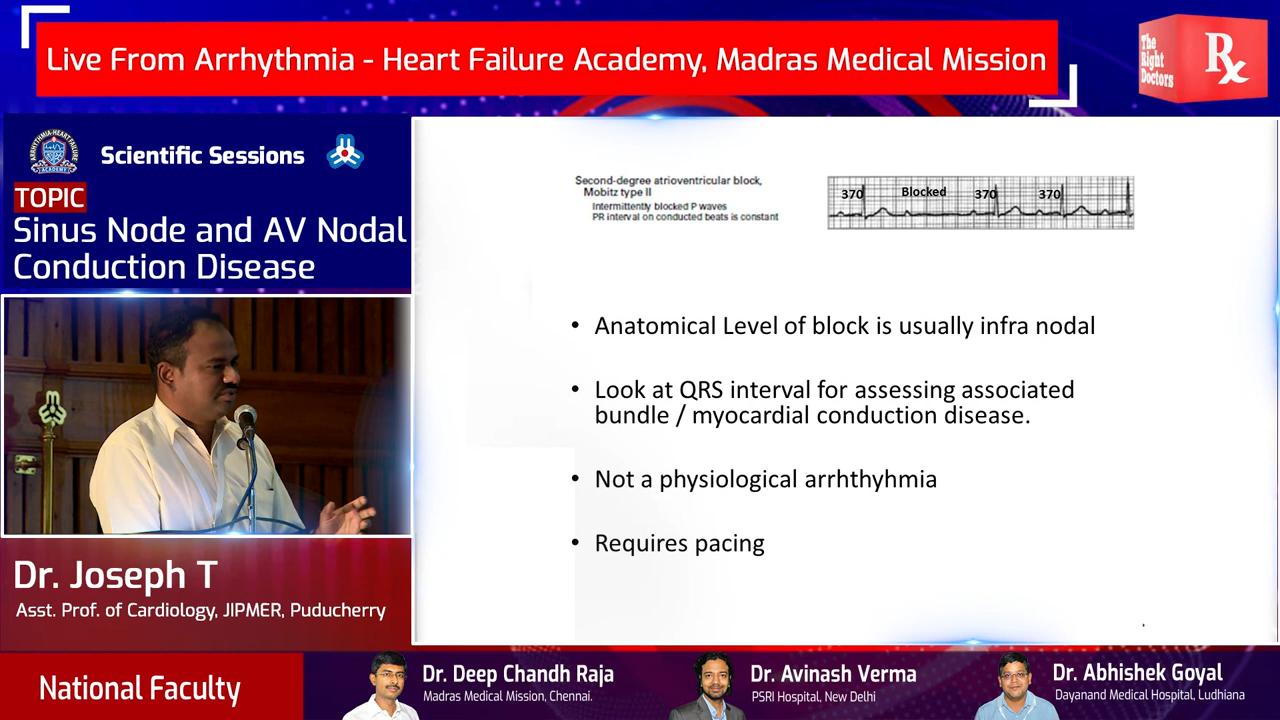 Live From Arrhythmia - Heart Failure Academy, Madras Medical Mission
The
Right
Doctors
Rx
ARRHYTHMIA-HEART FAILURE
ACADEMY
Scientific Sessions
TOPIC
Sinus Node and AV Nodal
Conduction Disease
Second-degree atrioventricular block,
Mobitz type II
Intermittently blocked P waves
PR interval on conducted beats is constant
370 Blocked 370 370
• Anatomical Level of block is usually infra nodal
• Look at QRS interval for assessing associated
bundle / myocardial conduction disease.
• Not a physiological arrhthyhmia
• Requires pacing
Dr. Joseph T
Asst. Prof. of Cardiology, JIPMER, Puducherry
National Faculty
Dr. Deep Chandh Raja
Madras Medical Mission, Chennai.
Dr. Avinash Verma
PSRI Hospital, New Delhi
Dr. Abhishek Goyal
Dayanand Medical Hospital, Ludhiana